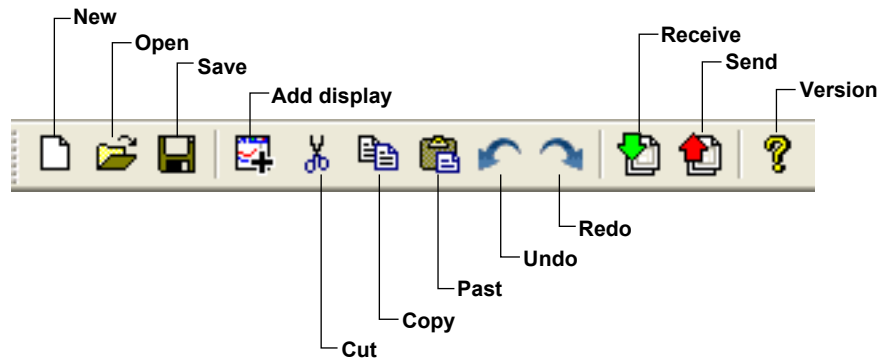 New
Open
Save
Add display
Receive
Send
Version
Redo
Undo
Past
Copy
Cut